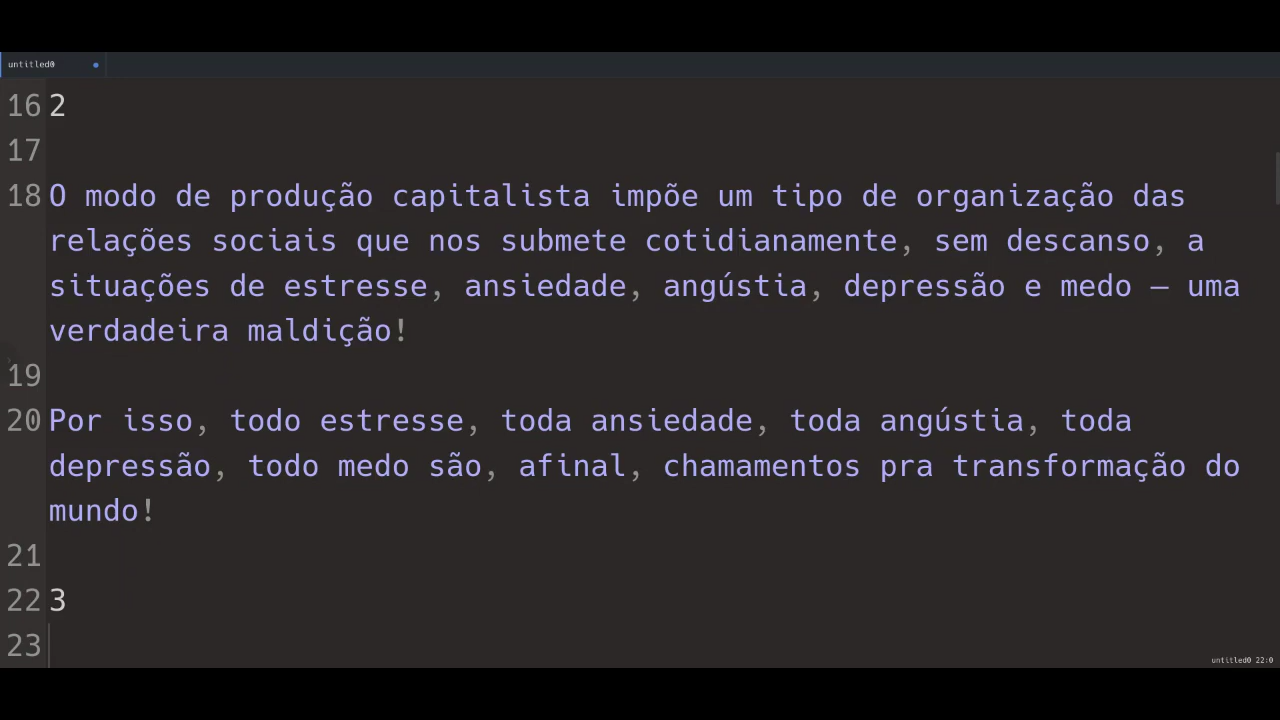 untitled0
16 2
17
18 O modo de produção capitalista impõe um tipo de organização das
relações sociais que nos submete cotidianamente, sem descanso, a
situações de estresse, ansiedade, angústia, depressão e medo — uma
verdadeira maldição!
19
20 Por isso, todo estresse, toda ansiedade, toda angústia, toda
depressão, todo medo são, afinal, chamamentos pra transformação do
mundo!
21
22 3
23
untitled0 22:0